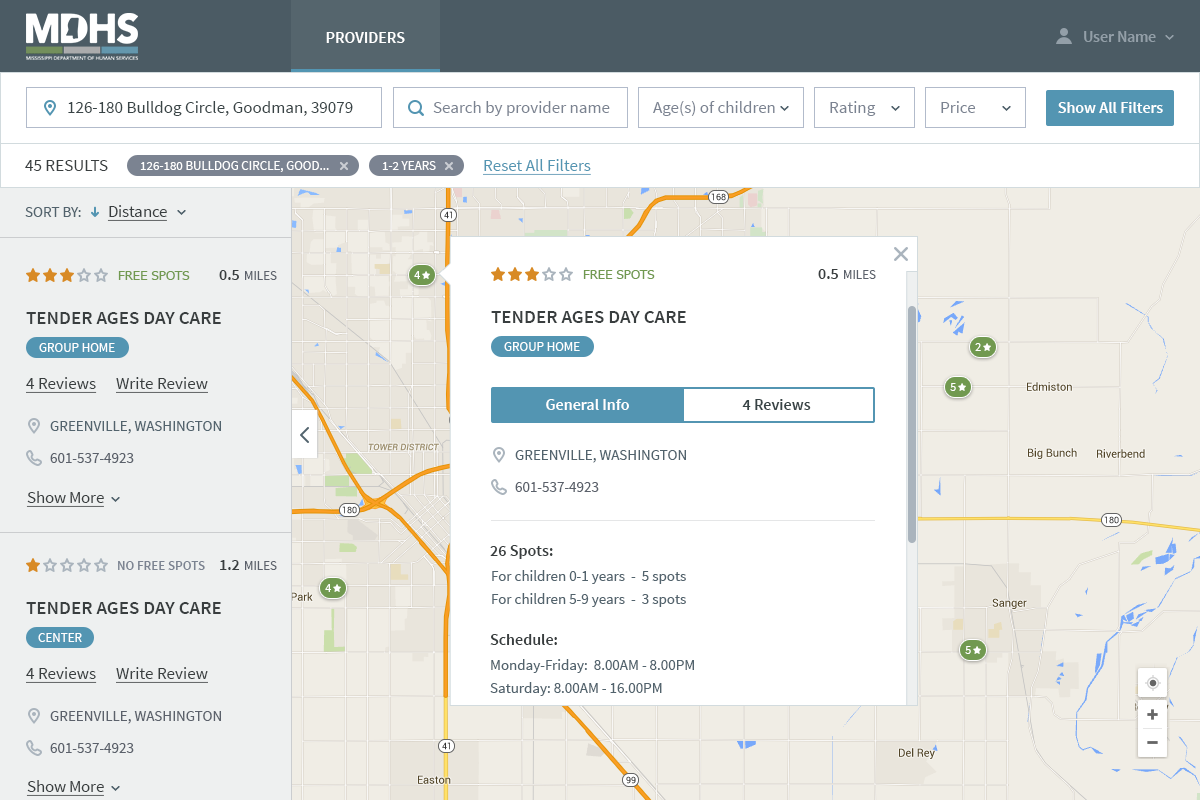 MDHS
MISSISSIPPI DEPARTMENT OF HUMAN SERVICES
PROVIDERS
User Name
126-180 Bulldog Circle, Goodman, 39079
Search by provider name
Age(s) of children
Rating
Price
Show All Filters
45 RESULTS
126-180 BULLDOG CIRCLE, GOOD...
1-2 YEARS
Reset All Filters
SORT BY: Distance
FREE SPOTS 0.5 MILES
TENDER AGES DAY CARE
GROUP HOME
4 Reviews Write Review
GREENVILLE, WASHINGTON
601-537-4923
Show More
NO FREE SPOTS 1.2 MILES
TENDER AGES DAY CARE
CENTER
4 Reviews Write Review
GREENVILLE, WASHINGTON
601-537-4923
Show More
168
41
4
TOWER DISTRICT
180
4
Park
41
Easton
99
FREE SPOTS 0.5 MILES
TENDER AGES DAY CARE
GROUP HOME
General Info 4 Reviews
GREENVILLE, WASHINGTON
601-537-4923
26 Spots:
For children 0-1 years - 5 spots
For children 5-9 years - 3 spots
Schedule:
Monday-Friday: 8.00AM - 8.00PM
Saturday: 8.00AM - 16.00PM
2
5
Edmiston
Big Bunch
Riverbend
180
Sanger
5
Del Rey
+
−